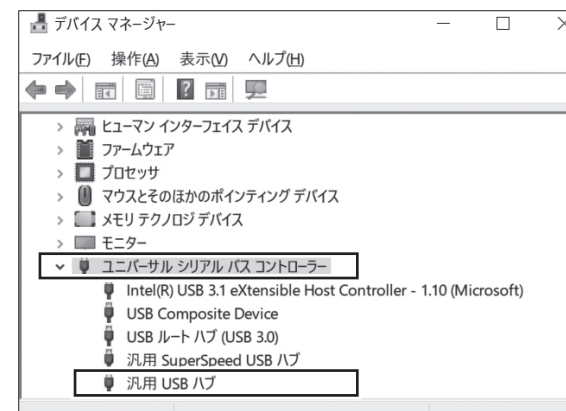 デバイス マネージャー
ファイル(F) 操作(A) 表示(V) ヘルプ(H)
ヒューマン インターフェイス デバイス
ファームウェア
プロセッサ
マウスとそのほかのポインティング デバイス
メモリ テクノロジ デバイス
モニター
ユニバーサル シリアル バス コントローラー
Intel(R) USB 3.1 eXtensible Host Controller - 1.10 (Microsoft)
USB Composite Device
USB ルート ハブ (USB 3.0)
汎用 SuperSpeed USB ハブ
汎用 USB ハブ